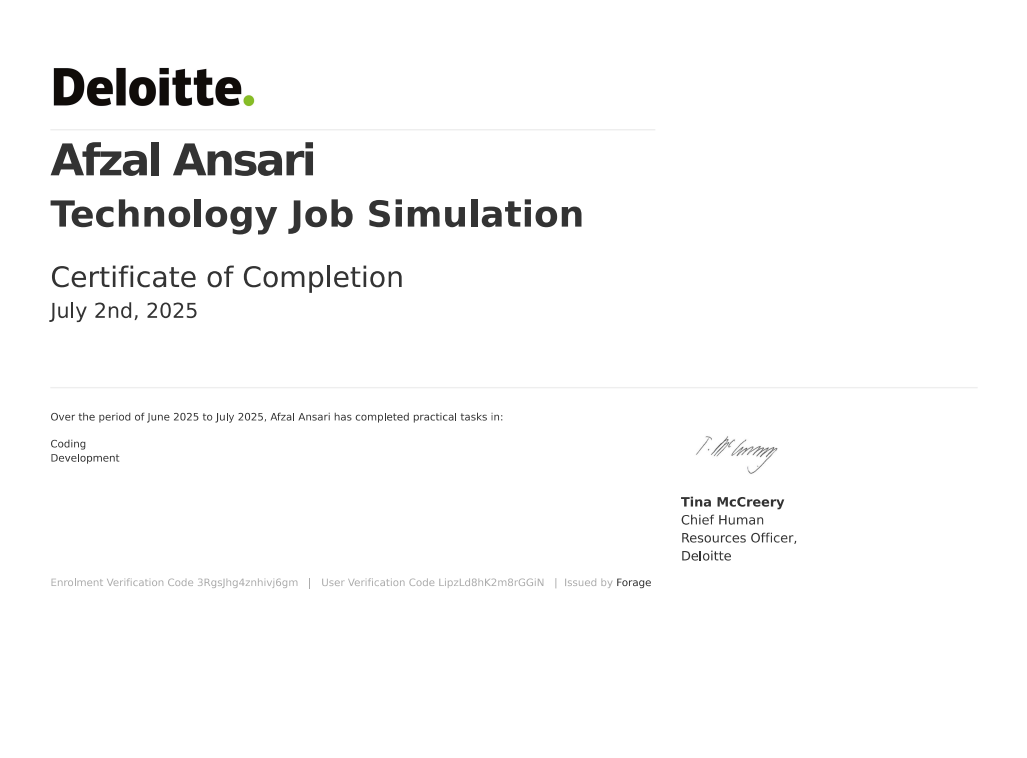 Deloitte.
Afzal Ansari
Technology Job Simulation
Certificate of Completion
July 2nd, 2025
Over the period of June 2025 to July 2025, Afzal Ansari has completed practical tasks in:
Coding
Development
T. McCreery
Tina McCreery
Chief Human
Resources Officer,
Deloitte
Enrolment Verification Code 3RgsJhg4znhivj6gm | User Verification Code LipzLd8hK2m8rGGiN | Issued by Forage